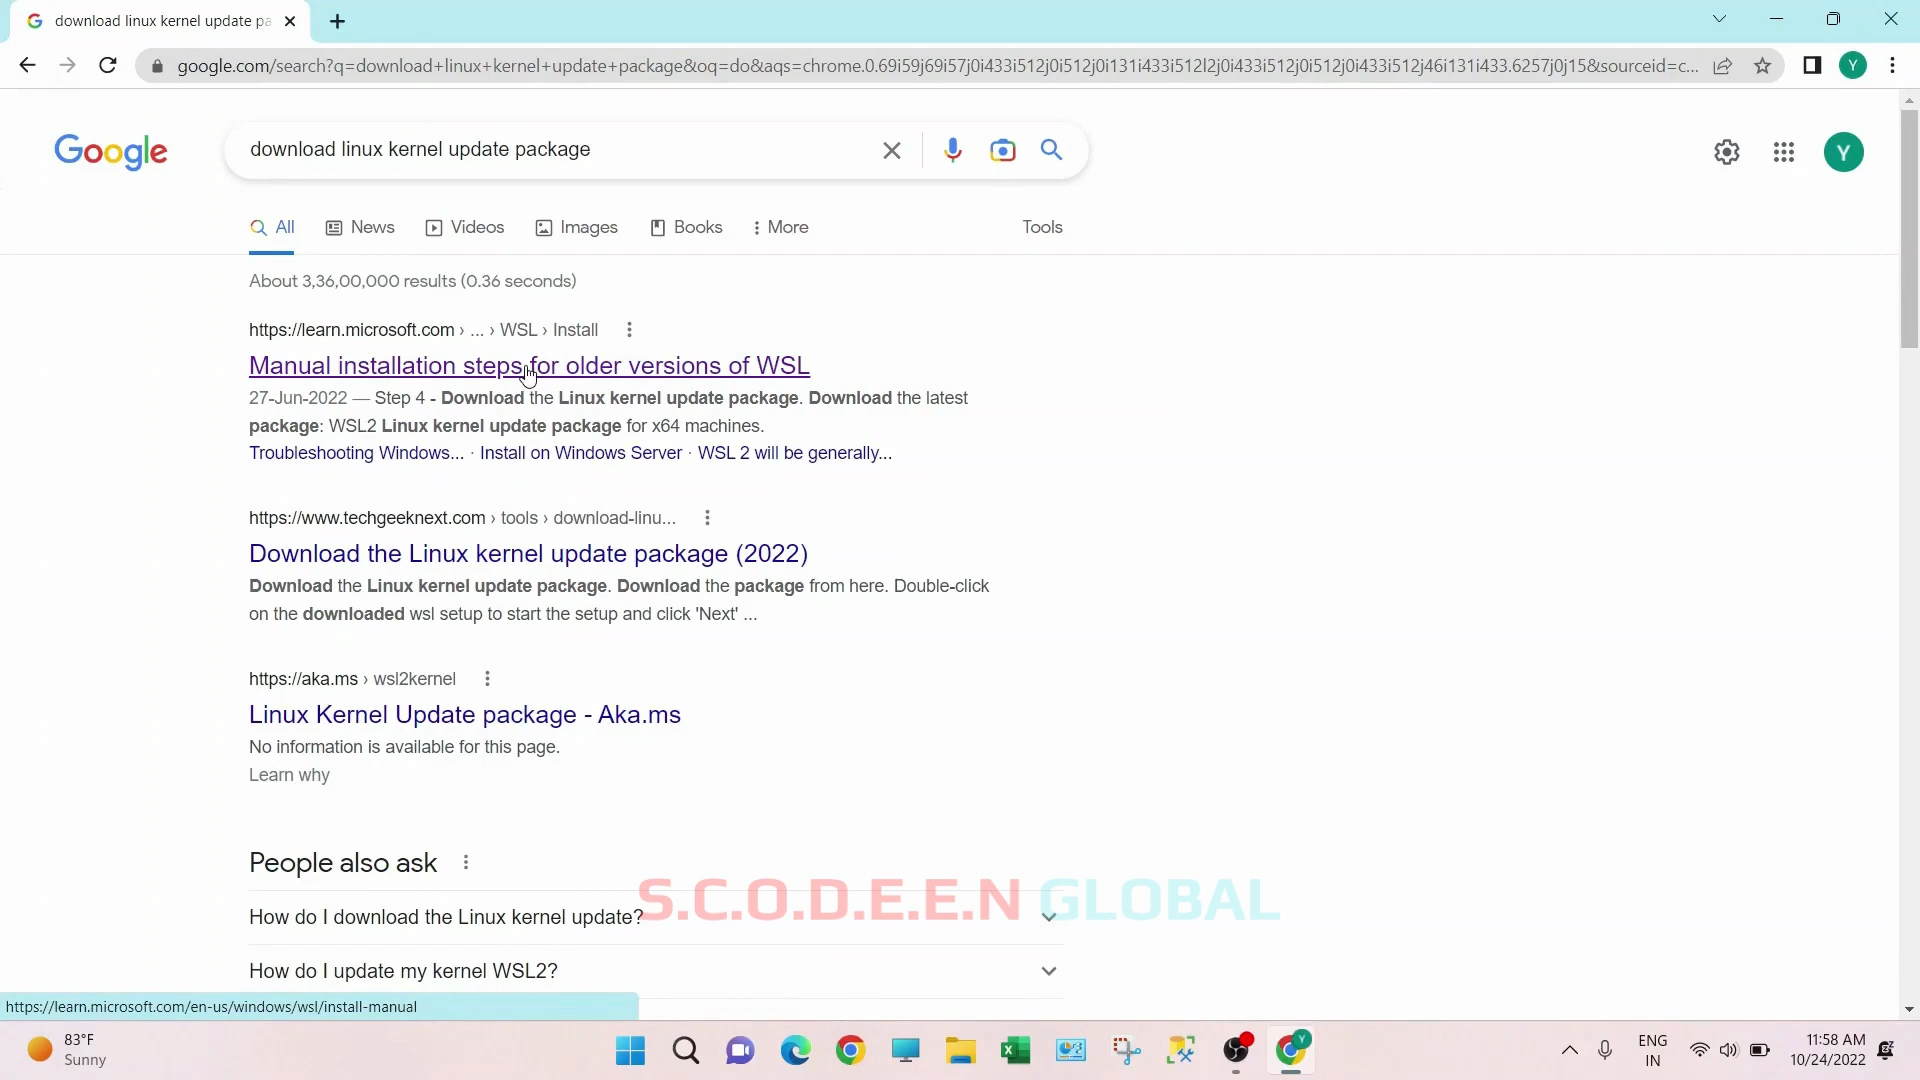 download linux kernel update pa
google.com/search?q=download+linux+kernel+update+package&oq=do&aqs=chrome.0.69i59j69i57j0i433i512j0i512j0i131i433i512l2j0i433i512j0i512j0i433i512j46i131i433.6257j0j15&sourceid=c...
Y
Google
download linux kernel update package
Y
All
News
Videos
Images
Books
More
Tools
About 3,36,00,000 results (0.36 seconds)
https://learn.microsoft.com › ... › WSL › Install
Manual installation steps for older versions of WSL
27-Jun-2022 — Step 4 - Download the Linux kernel update package. Download the latest
package: WSL2 Linux kernel update package for x64 machines.
Troubleshooting Windows... · Install on Windows Server · WSL 2 will be generally...
https://www.techgeeknext.com › tools › download-linu...
Download the Linux kernel update package (2022)
Download the Linux kernel update package. Download the package from here. Double-click
on the downloaded wsl setup to start the setup and click 'Next' ...
https://aka.ms › wsl2kernel
Linux Kernel Update package - Aka.ms
No information is available for this page.
Learn why
People also ask
S.C.O.D.E.E.N GLOBAL
How do I download the Linux kernel update?
How do I update my kernel WSL2?
https://learn.microsoft.com/en-us/windows/wsl/install-manual
83°F
Sunny
ENG
IN
11:58 AM
10/24/2022